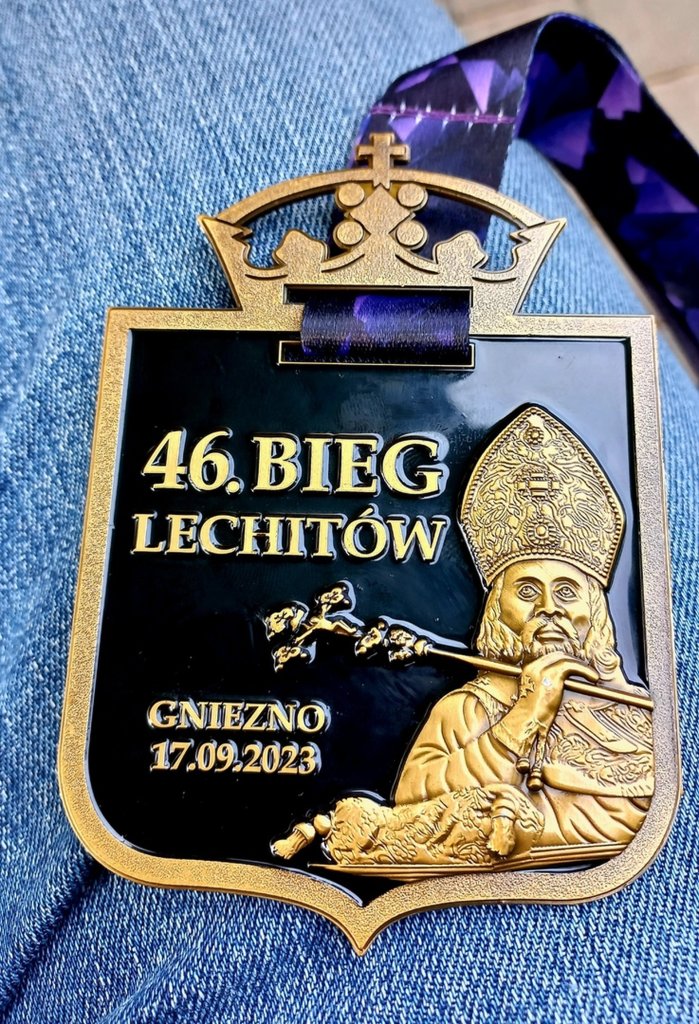 46. BIEG
LECHITÓW
GNIEZNO
17.09.2023